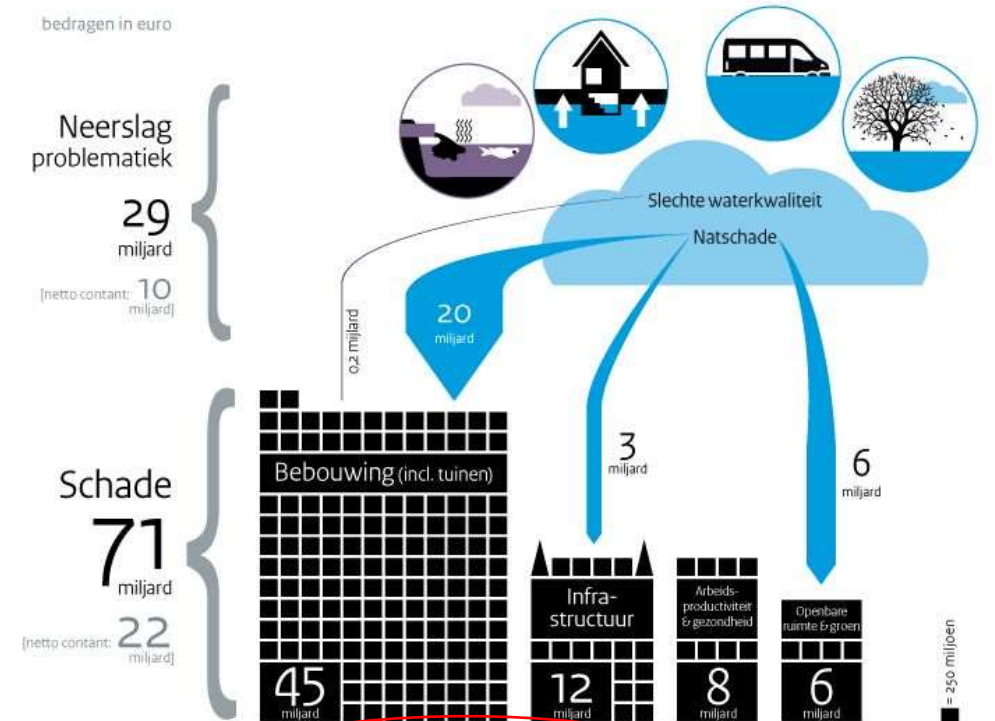 bedragen in euro
Neerslag
problematiek
29
miljard
[netto contant: 10
miljard]
Slechte waterkwaliteit
Natschade
0,2 miljard
20
miljard
3
miljard
6
miljard
Schade
71
miljard
[netto contant: 22
miljard]
Bebouwing (incl. tuinen)
45
miljard
Infra-
structuur
12
miljard
Arbeids-
productiviteit
& gezondheid
8
miljard
Openbare
ruimte & groen
6
miljard
= 250 miljoen